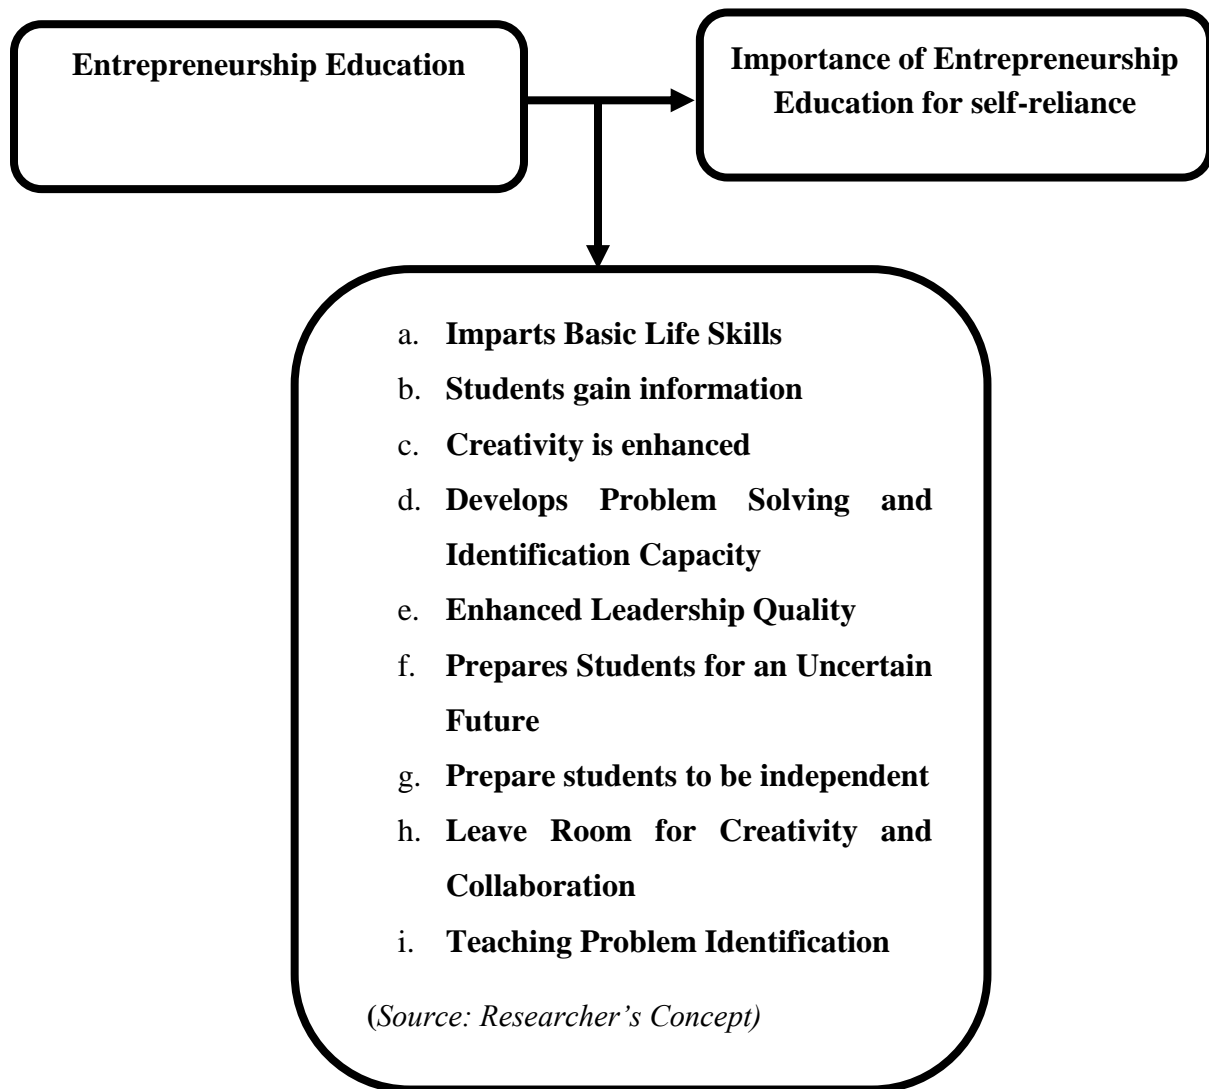 Entrepreneurship Education
Importance of Entrepreneurship
Education for self-reliance
a. Imparts Basic Life Skills
b. Students gain information
c. Creativity is enhanced
d. Develops Problem Solving and
Identification Capacity
e. Enhanced Leadership Quality
f. Prepares Students for an Uncertain
Future
g. Prepare students to be independent
h. Leave Room for Creativity and
Collaboration
i. Teaching Problem Identification
(Source: Researcher’s Concept)